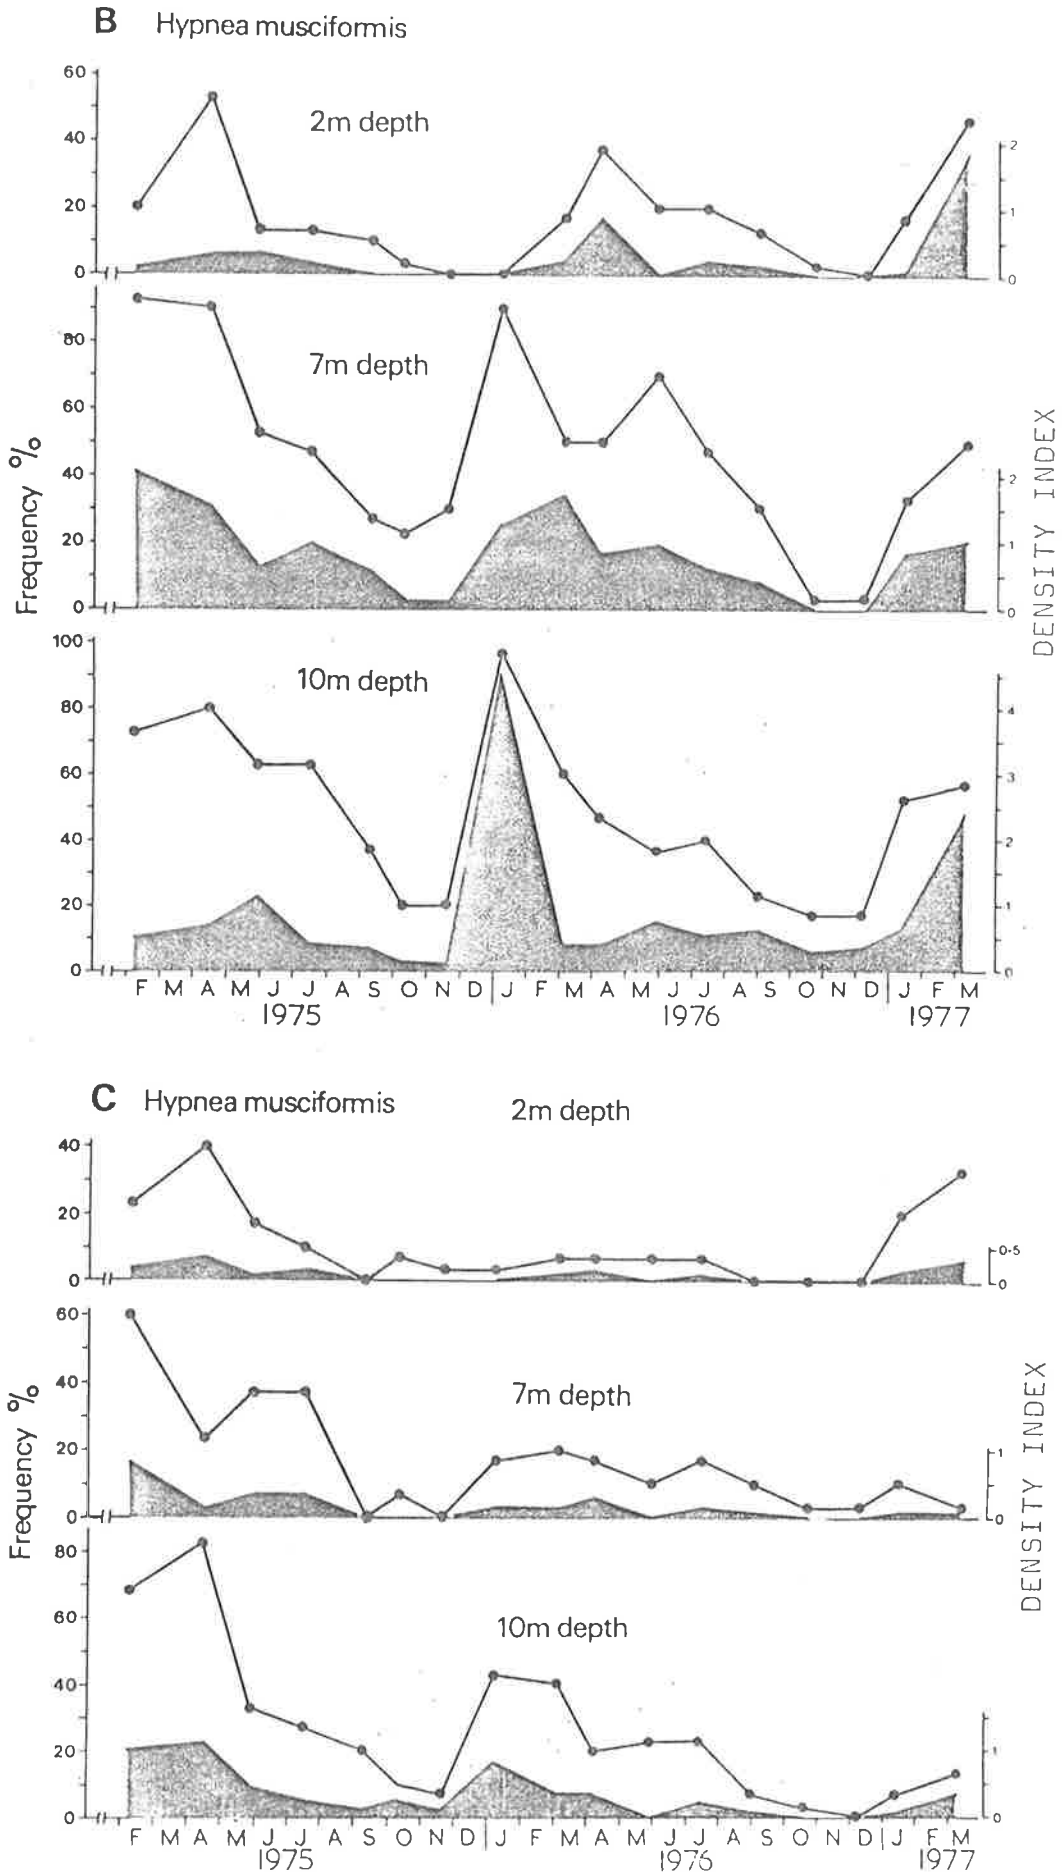 B Hypnea musciformis
60
2m depth
40
2
20
1
0
0
80
7m depth
60
Frequency %
DENSITY INDEX
40
2
20
1
0
0
100
10m depth
80
4
60
3
40
2
20
1
0
0
F M A M J J A S O N D J F M A M J J A S O N D J F M
1975 1976 1977
C Hypnea musciformis 2m depth
40
20
0·5
0
0
60
40
7m depth
Frequency %
DENSITY INDEX
20
1
0
0
80
60
10m depth
40
20
1
0
0
F M A M J J A S O N D J F M A M J J A S O N D J F M
1975 1976 1977